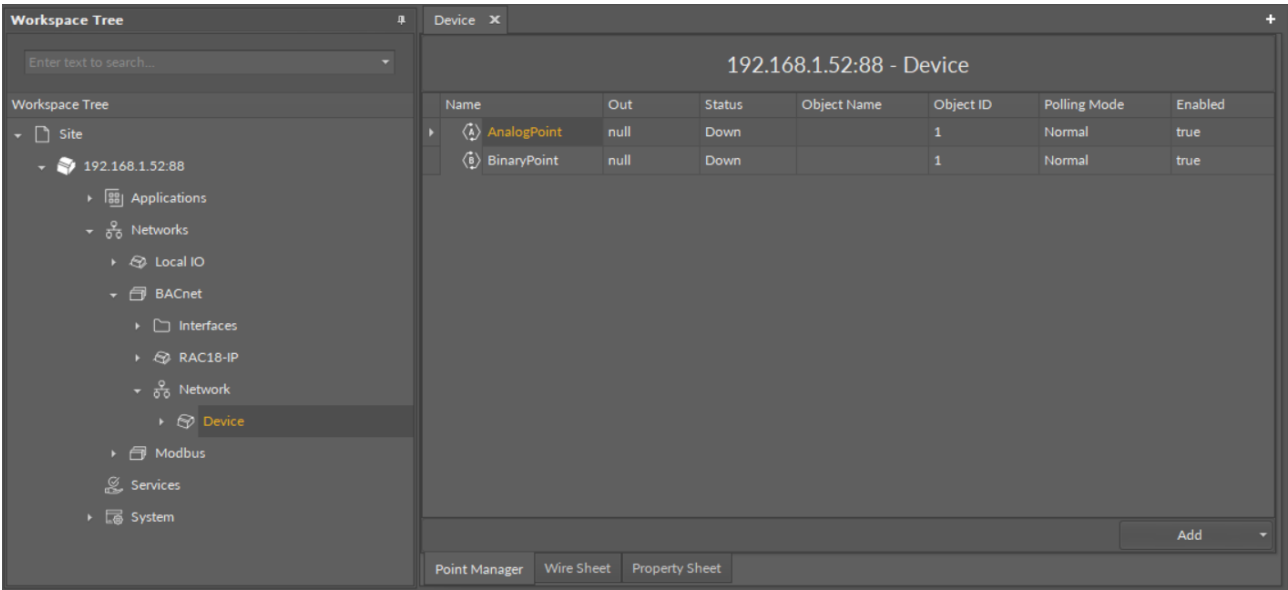 Workspace Tree
Enter text to search...
Workspace Tree
Site
192.168.1.52:88
Applications
Networks
Local IO
BACnet
Interfaces
RAC18-IP
Network
Device
Modbus
Services
System
Device
192.168.1.52:88 - Device
Name Out Status Object Name Object ID Polling Mode Enabled
AnalogPoint null Down 1 Normal true
BinaryPoint null Down 1 Normal true
Add
Point Manager Wire Sheet Property Sheet